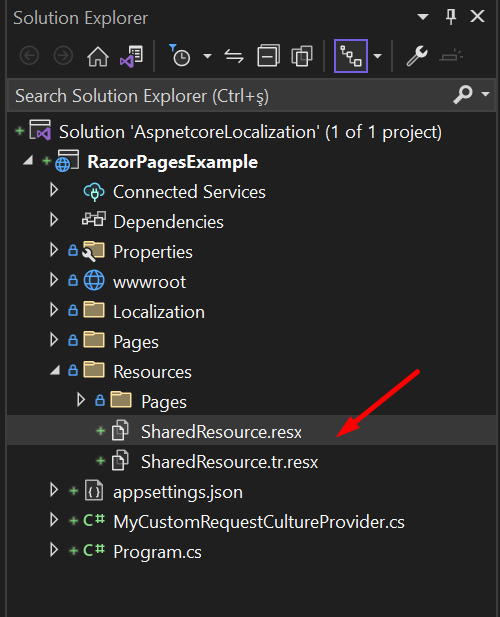 Solution Explorer
Search Solution Explorer (Ctrl+ş)
Solution 'AspnetcoreLocalization' (1 of 1 project)
RazorPagesExample
Connected Services
Dependencies
Properties
wwwroot
Localization
Pages
Resources
Pages
SharedResource.resx
SharedResource.tr.resx
appsettings.json
C# MyCustomRequestCultureProvider.cs
C# Program.cs